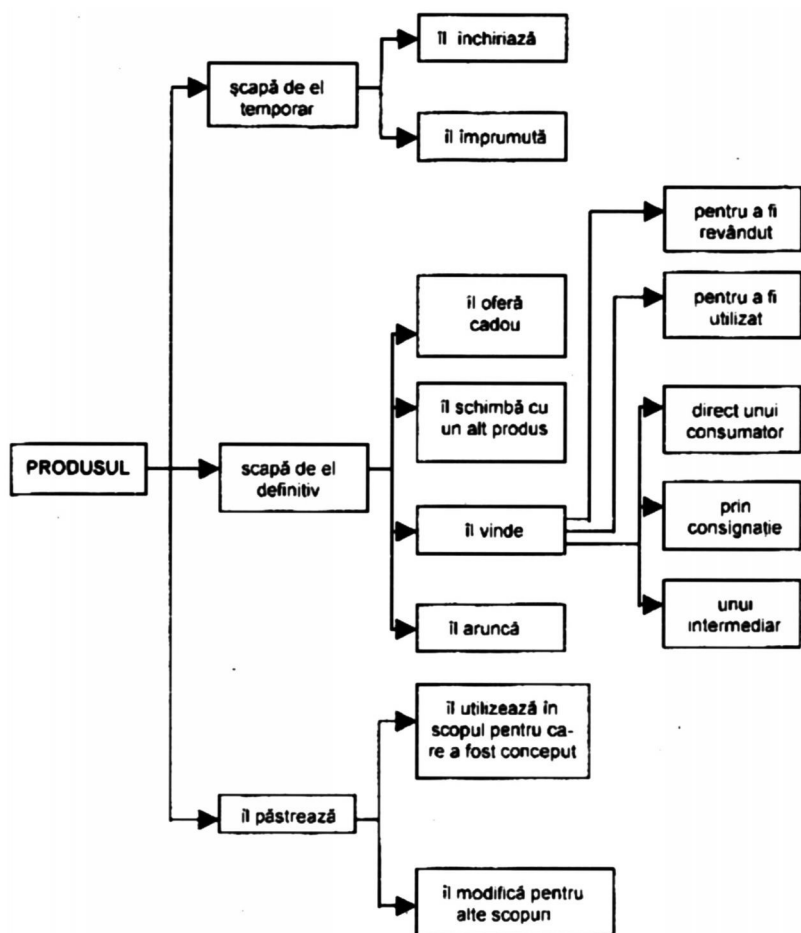 îl închiriază
scapă de el
temporar
îl împrumută
pentru a fi
revândut
îl oferă
cadou
pentru a fi
utilizat
îl schimbă cu
un alt produs
direct unui
consumator
PRODUSUL
scapă de el
definitiv
îl vinde
prin
consignație
îl aruncă
unui
intermediar
îl utilizează în
scopul pentru ca-
re a fost conceput
îl păstrează
îl modifică pentru
alte scopuri